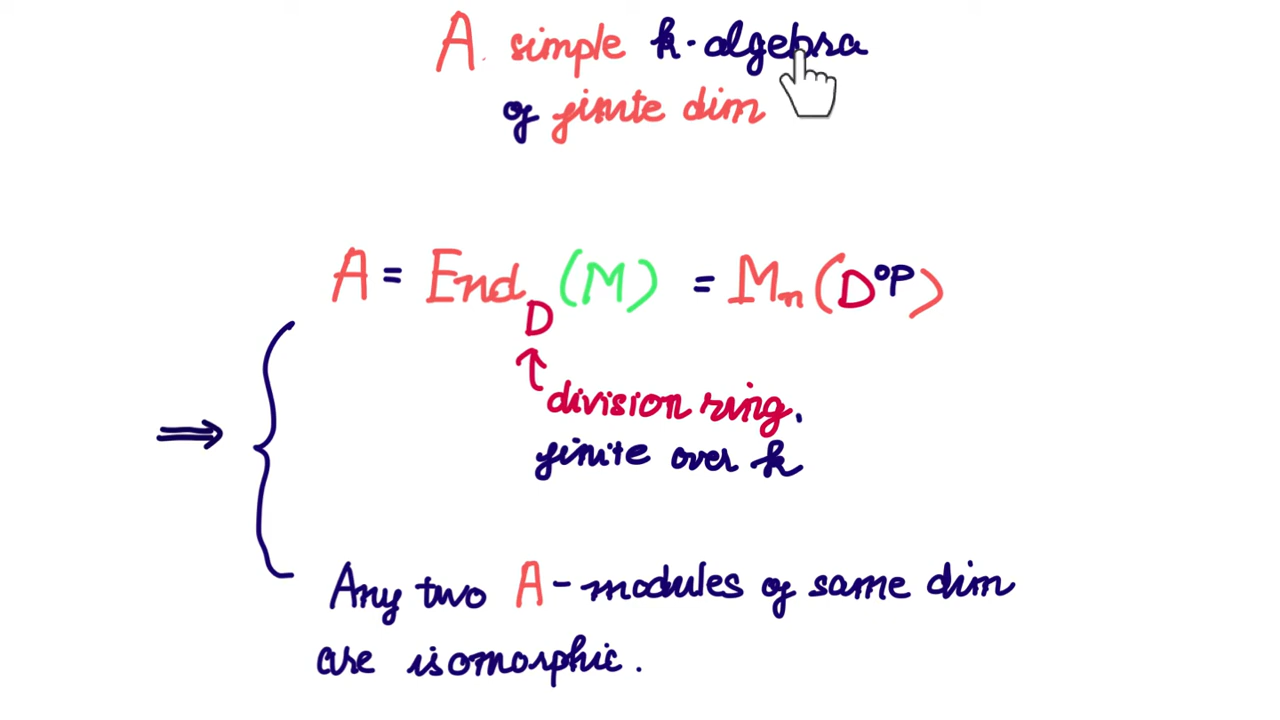 A simple k-algebra
of finite dim
A = End_D (M) = M_n (D^op)
division ring.
finite over k
⟹
Any two A-modules of same dim
are isomorphic.